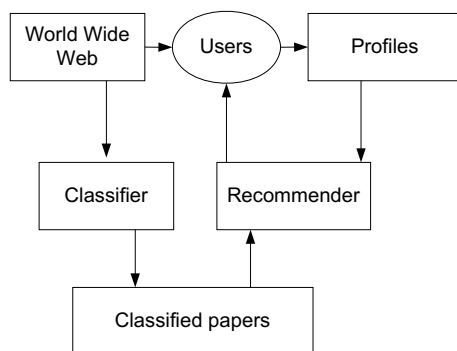 World Wide
Web
Users
Profiles
Classifier
Recommender
Classified papers